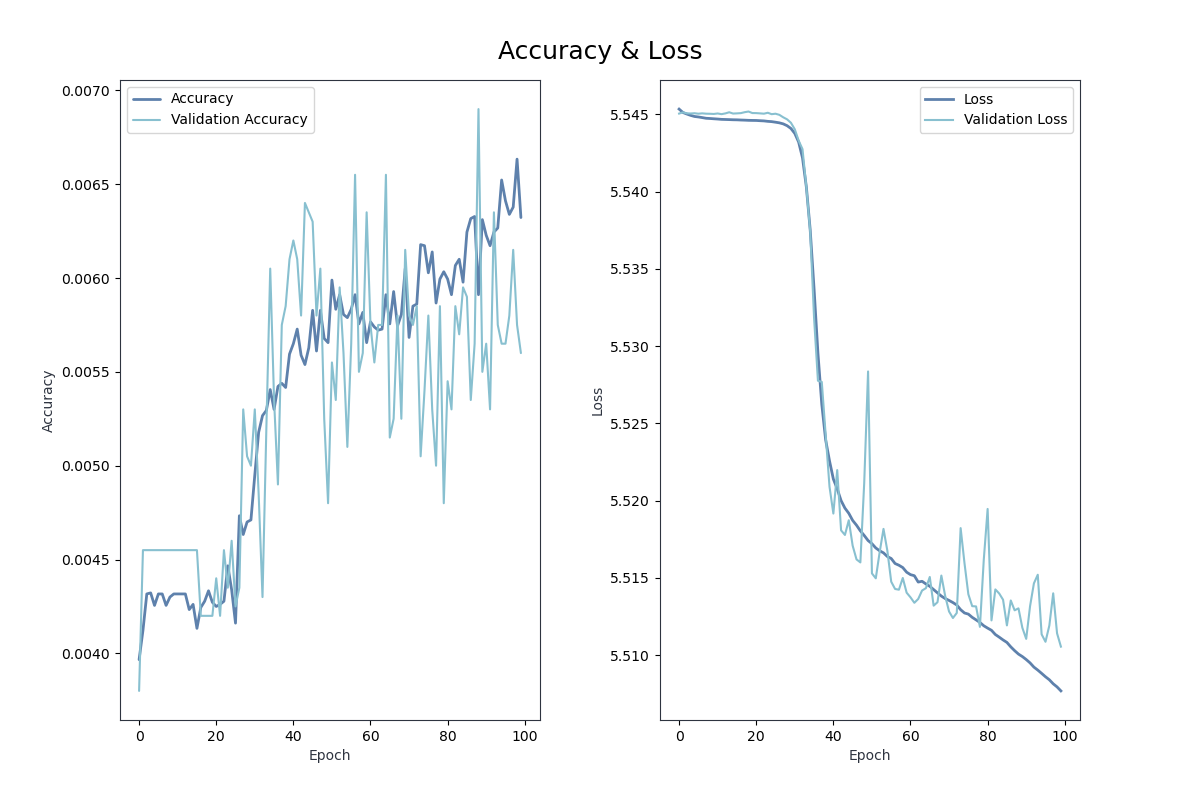 Accuracy & Loss
Accuracy
Validation Accuracy
0.0070
0.0065
0.0060
0.0055
0.0050
0.0045
0.0040
Accuracy
0 20 40 60 80 100
Epoch
Loss
Validation Loss
5.545
5.540
5.535
5.530
5.525
5.520
5.515
5.510
Loss
0 20 40 60 80 100
Epoch